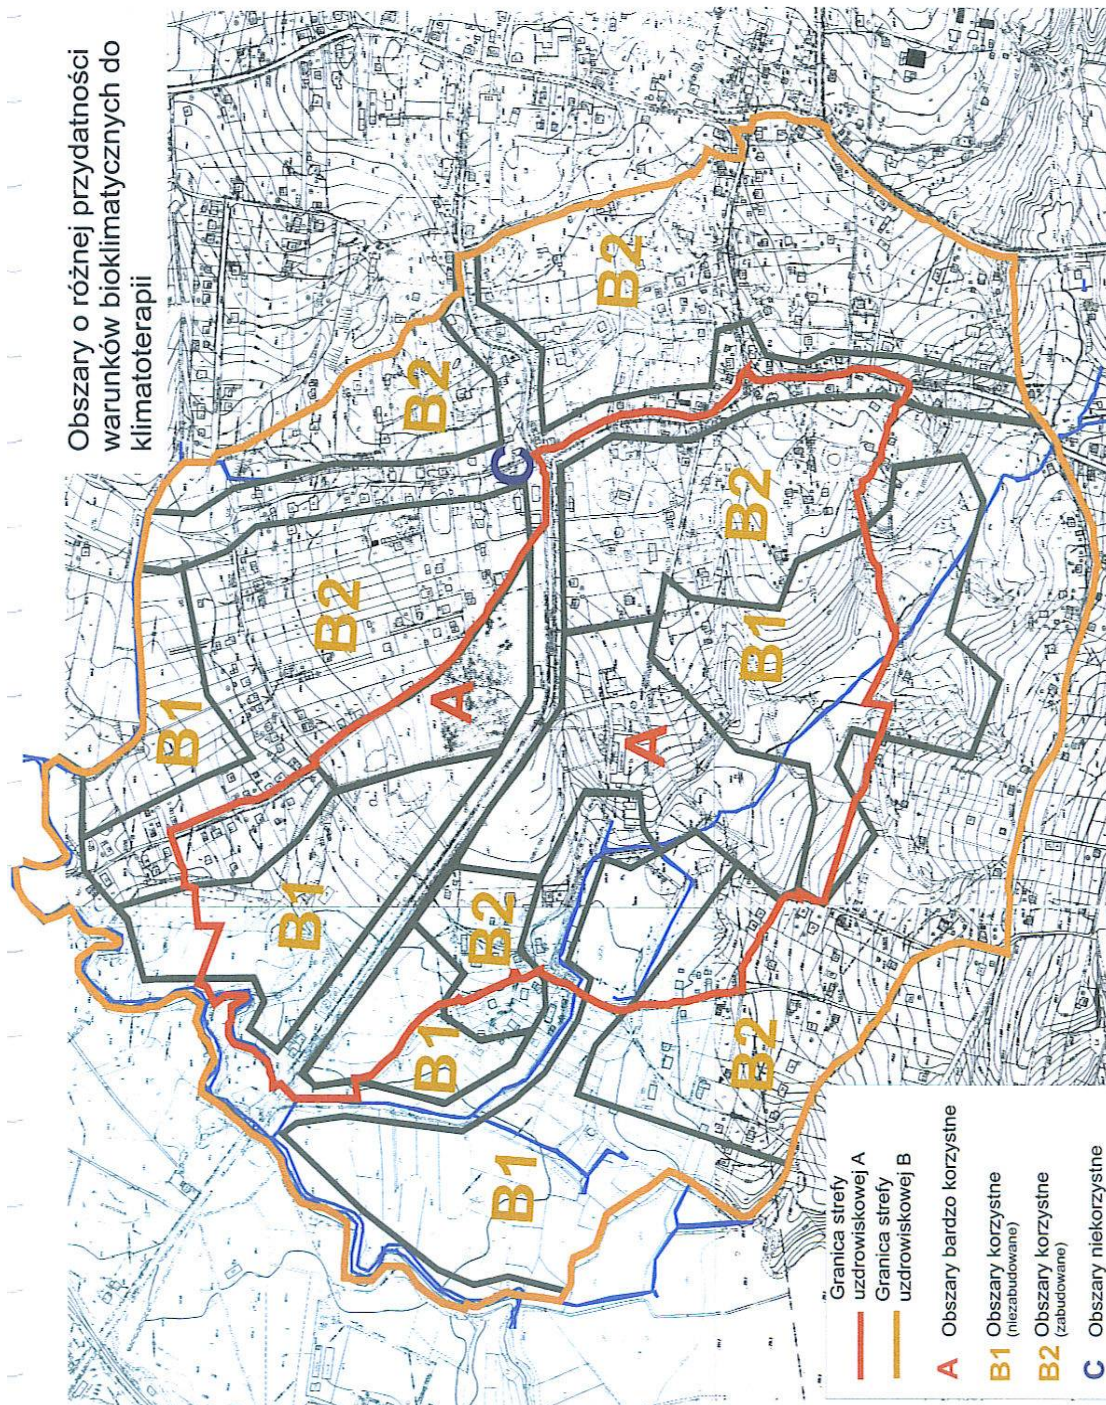 Obszary o różnej przydatności
warunków bioklimatycznych do
klimatoterapii
B1
B2
B2
B2
A
B1
B2
A
B1
B2
B1
B2
B1
C
Granica strefy
uzdrowiskowej A
Granica strefy
uzdrowiskowej B
A Obszary bardzo korzystne
B1 Obszary korzystne
(niezabudowane)
B2 Obszary korzystne
(zabudowane)
C Obszary niekorzystne